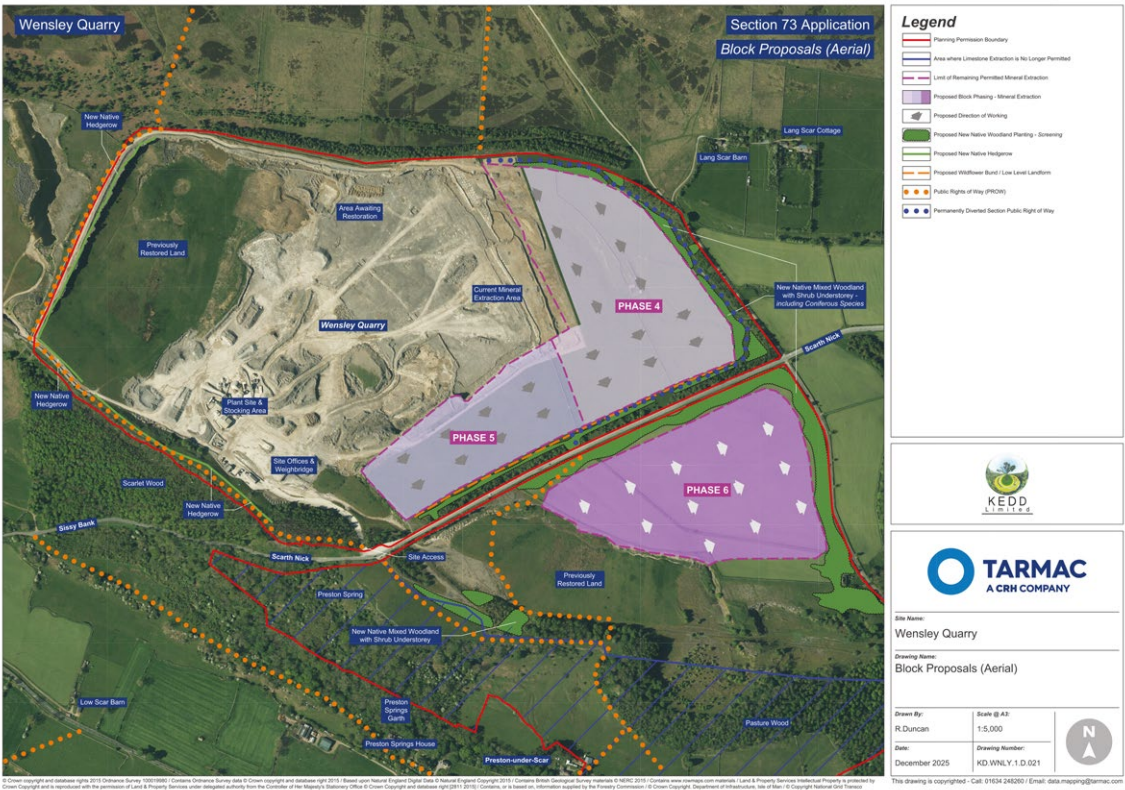 Wensley Quarry
Section 73 Application
Block Proposals (Aerial)
New Native
Hedgerow
Lang Scar Cottage
Lang Scar Barn
Area Awaiting
Restoration
Previously
Restored Land
Current Mineral
Extraction Area
New Native Mixed Woodland
with Shrub Understorey -
including Coniferous Species
PHASE 4
Wensley Quarry
Scarth Nick
New Native
Hedgerow
Plant Site &
Stocking Area
PHASE 5
Site Offices &
Weighbridge
Scarlet Wood
PHASE 6
New Native
Hedgerow
Sissy Bank
Scarth Nick
Site Access
Previously
Restored Land
Preston Spring
New Native Mixed Woodland
with Shrub Understorey
Low Scar Barn
Preston
Springs
Garth
Pasture Wood
Preston Springs House
Preston-under-Scar
Legend
Planning Permission Boundary
Area where Limestone Extraction is No Longer Permitted
Limit of Remaining Permitted Mineral Extraction
Proposed Block Phasing - Mineral Extraction
Proposed Direction of Working
Proposed New Native Woodland Planting - Screening
Proposed New Native Hedgerow
Proposed Wildflower Bund / Low Level Landform
Public Rights of Way (PROW)
Permanently Diverted Section Public Right of Way
KEDD
Limited
TARMAC
A CRH COMPANY
Site Name:
Wensley Quarry
Drawing Name:
Block Proposals (Aerial)
Drawn By:
R.Duncan
Scale @ A3:
1:5,000
Date:
December 2025
Drawing Number:
KD.WNLY.1.D.021
N
This drawing is copyrighted - Call: 01634 248260 / Email: data.mapping@tarmac.com